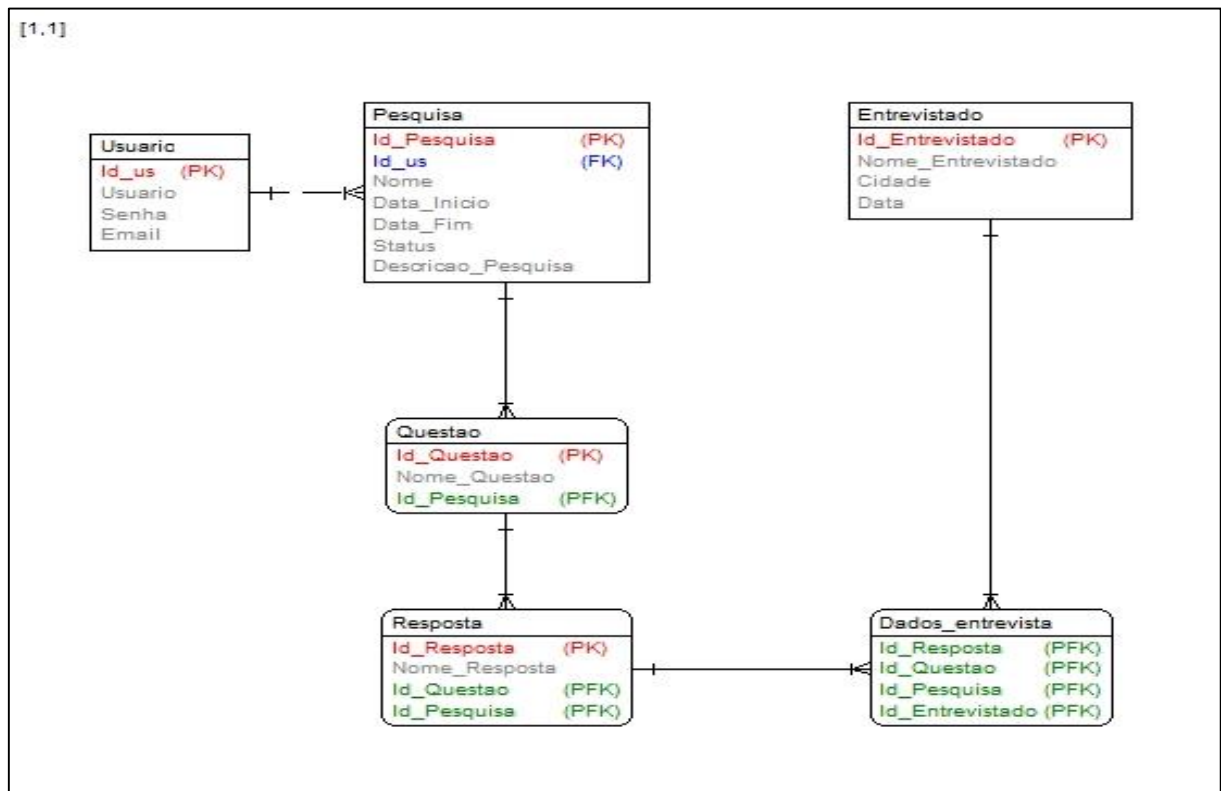 [1,1]
Usuario
Id_us (PK)
Usuario
Senha
Email
Pesquisa
Id_Pesquisa (PK)
Id_us (FK)
Nome
Data_Inicio
Data_Fim
Status
Descricao_Pesquisa
Entrevistado
Id_Entrevistado (PK)
Nome_Entrevistado
Cidade
Data
Questao
Id_Questao (PK)
Nome_Questao
Id_Pesquisa (PFK)
Resposta
Id_Resposta (PK)
Nome_Resposta
Id_Questao (PFK)
Id_Pesquisa (PFK)
Dados_entrevista
Id_Resposta (PFK)
Id_Questao (PFK)
Id_Pesquisa (PFK)
Id_Entrevistado (PFK)